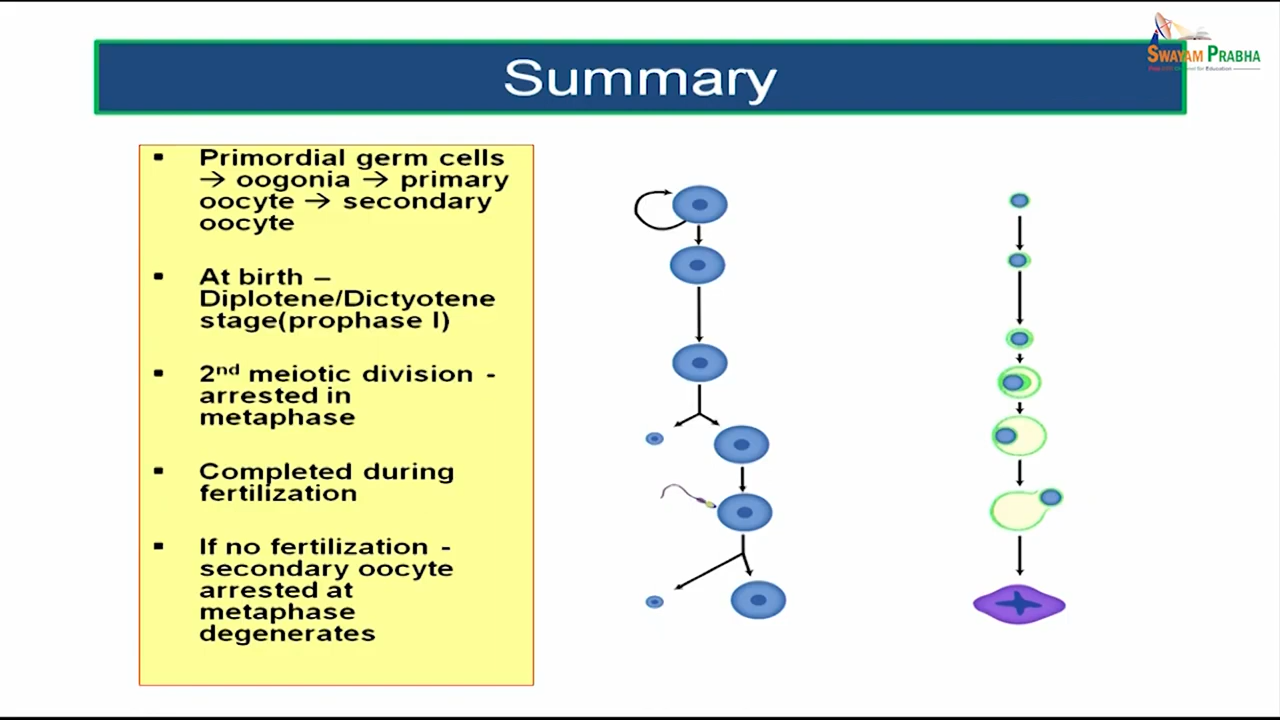 SWAYAM PRABHA
Summary
▪ Primordial germ cells
→ oogonia → primary
oocyte → secondary
oocyte
▪ At birth –
Diplotene/Dictyotene
stage(prophase I)
▪ 2nd meiotic division -
arrested in
metaphase
▪ Completed during
fertilization
▪ If no fertilization -
secondary oocyte
arrested at
metaphase
degenerates